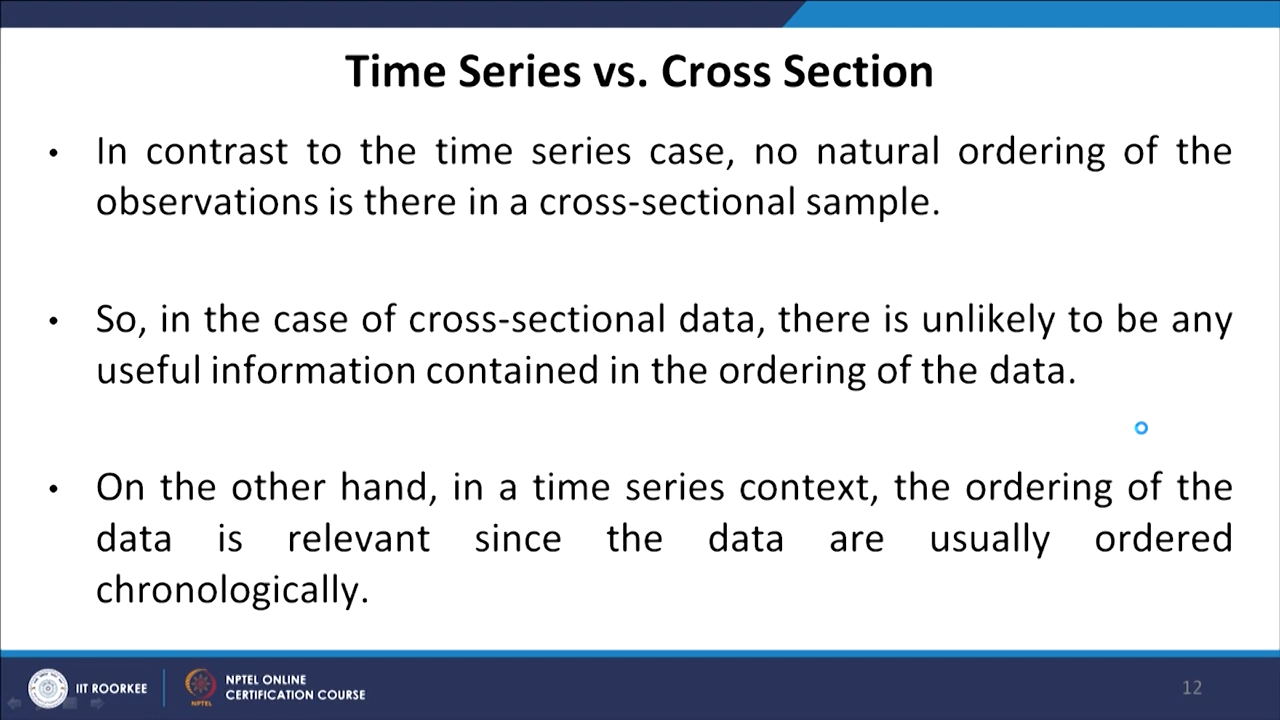 Time Series vs. Cross Section
• In contrast to the time series case, no natural ordering of the
observations is there in a cross-sectional sample.
• So, in the case of cross-sectional data, there is unlikely to be any
useful information contained in the ordering of the data.
• On the other hand, in a time series context, the ordering of the
data is relevant since the data are usually ordered
chronologically.
IIT ROORKEE
NPTEL
NPTEL ONLINE
CERTIFICATION COURSE
12